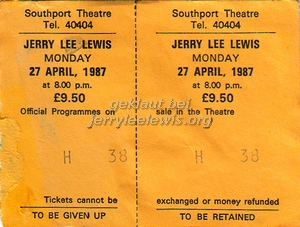 Southport Theatre
Tel. 40404
JERRY LEE LEWIS
MONDAY
27 APRIL, 1987
at 8.00 p.m.
£9.50
Official Programmes on
H 38
Tickets cannot be
TO BE GIVEN UP
Southport Theatre
Tel. 40404
JERRY LEE LEWIS
MONDAY
27 APRIL, 1987
at 8.00 p.m.
£9.50
sale in the Theatre
H 38
exchanged or money refunded
TO BE RETAINED
geklaut bei
jerryleelewis.org